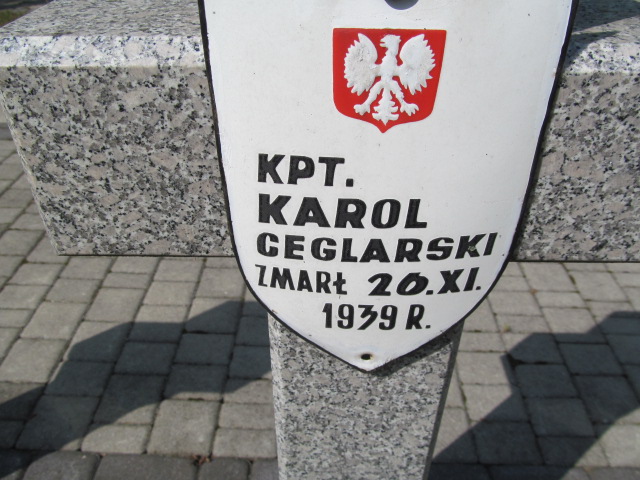 KPT.
KAROL
CEGLARSKI
ZMARŁ 20.XI.
1939 R.